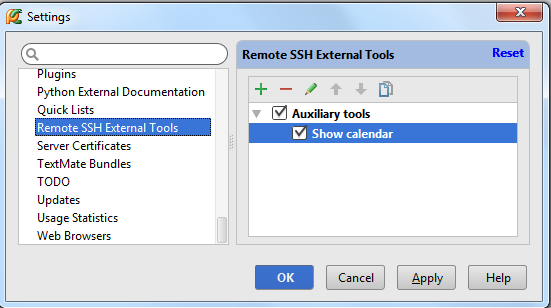 Settings
Remote SSH External Tools
Reset
Plugins
Python External Documentation
Quick Lists
Remote SSH External Tools
Server Certificates
TextMate Bundles
TODO
Updates
Usage Statistics
Web Browsers
Auxiliary tools
Show calendar
OK
Cancel
Apply
Help